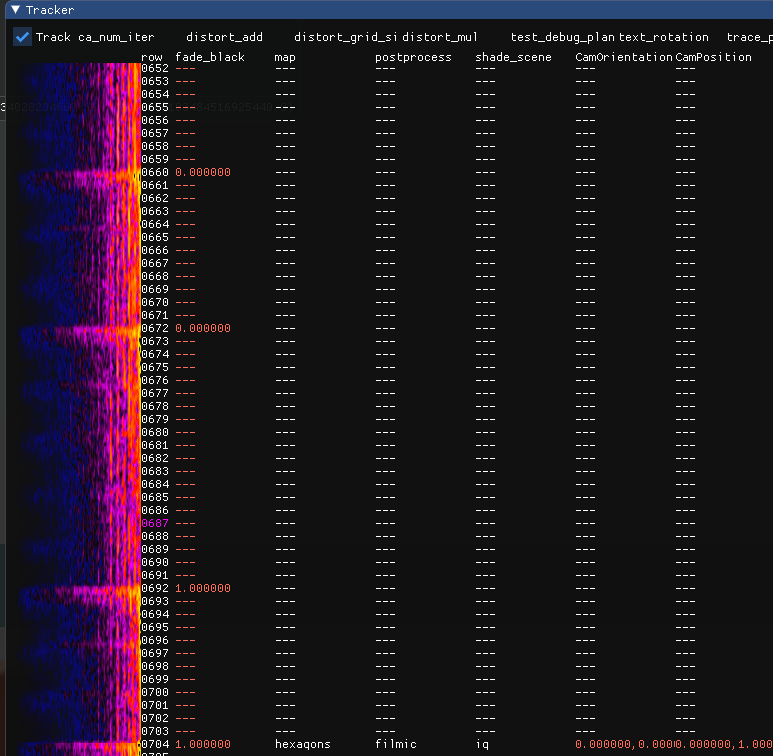 Tracker
Track ca_num_iter distort_add distort_grid_si distort_mul test_debug_plan text_rotation trace_p
row fade_black map postprocess shade_scene CamOrientation CamPosition
0652 --- --- --- --- --- ---
0653 --- --- --- --- --- ---
0654 --- --- --- --- --- ---
0655 --- --- --- --- --- ---
0656 --- --- --- --- --- ---
0657 --- --- --- --- --- ---
0658 --- --- --- --- --- ---
0659 --- --- --- --- --- ---
0660 0.000000 --- --- --- --- ---
0661 --- --- --- --- --- ---
0662 --- --- --- --- --- ---
0663 --- --- --- --- --- ---
0664 --- --- --- --- --- ---
0665 --- --- --- --- --- ---
0666 --- --- --- --- --- ---
0667 --- --- --- --- --- ---
0668 --- --- --- --- --- ---
0669 --- --- --- --- --- ---
0670 --- --- --- --- --- ---
0671 --- --- --- --- --- ---
0672 0.000000 --- --- --- --- ---
0673 --- --- --- --- --- ---
0674 --- --- --- --- --- ---
0675 --- --- --- --- --- ---
0676 --- --- --- --- --- ---
0677 --- --- --- --- --- ---
0678 --- --- --- --- --- ---
0679 --- --- --- --- --- ---
0680 --- --- --- --- --- ---
0681 --- --- --- --- --- ---
0682 --- --- --- --- --- ---
0683 --- --- --- --- --- ---
0684 --- --- --- --- --- ---
0685 --- --- --- --- --- ---
0686 --- --- --- --- --- ---
0687 --- --- --- --- --- ---
0688 --- --- --- --- --- ---
0689 --- --- --- --- --- ---
0690 --- --- --- --- --- ---
0691 --- --- --- --- --- ---
0692 1.000000 --- --- --- --- ---
0693 --- --- --- --- --- ---
0694 --- --- --- --- --- ---
0695 --- --- --- --- --- ---
0696 --- --- --- --- --- ---
0697 --- --- --- --- --- ---
0698 --- --- --- --- --- ---
0699 --- --- --- --- --- ---
0700 --- --- --- --- --- ---
0701 --- --- --- --- --- ---
0702 --- --- --- --- --- ---
0703 --- --- --- --- --- ---
0704 1.000000 hexagons filmic iq 0.000000,0.000 0.000000,1.000